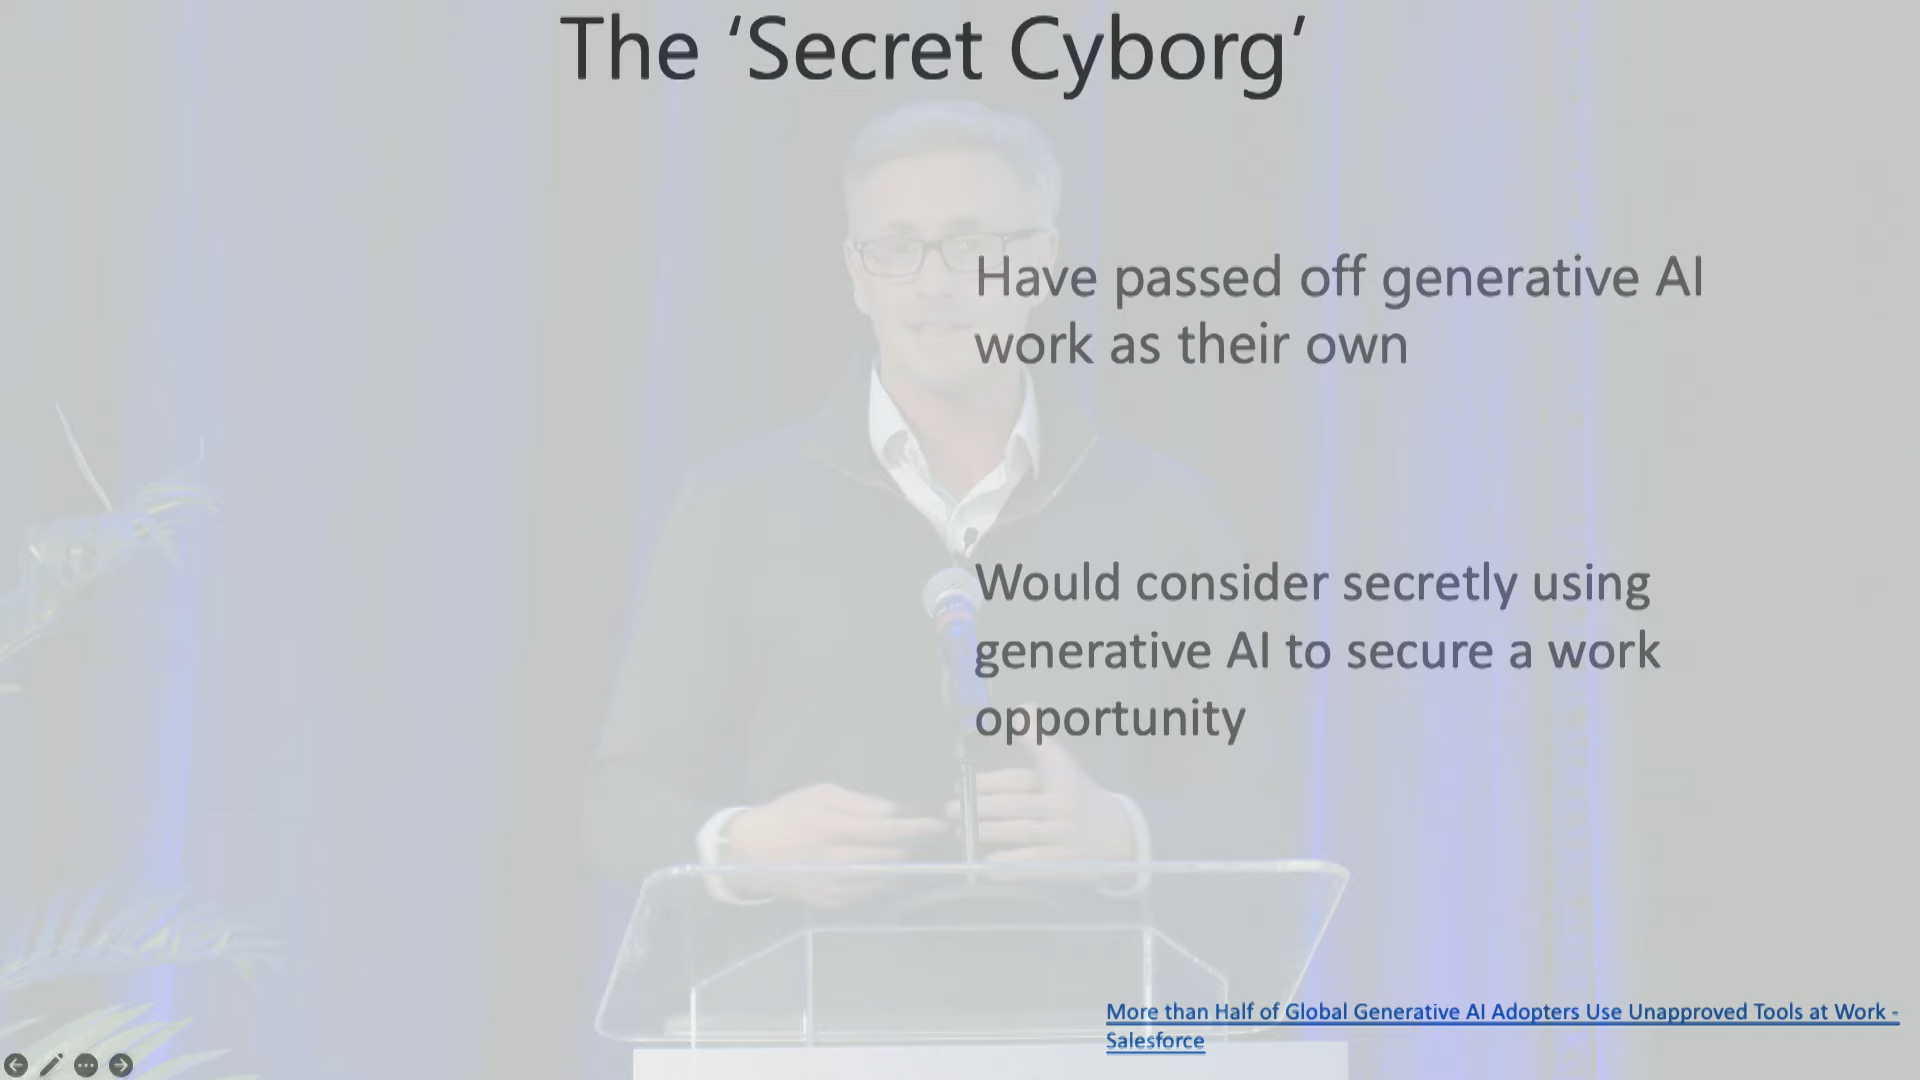 The ‘Secret Cyborg’
Have passed off generative AI
work as their own
Would consider secretly using
generative AI to secure a work
opportunity
More than Half of Global Generative AI Adopters Use Unapproved Tools at Work -
Salesforce